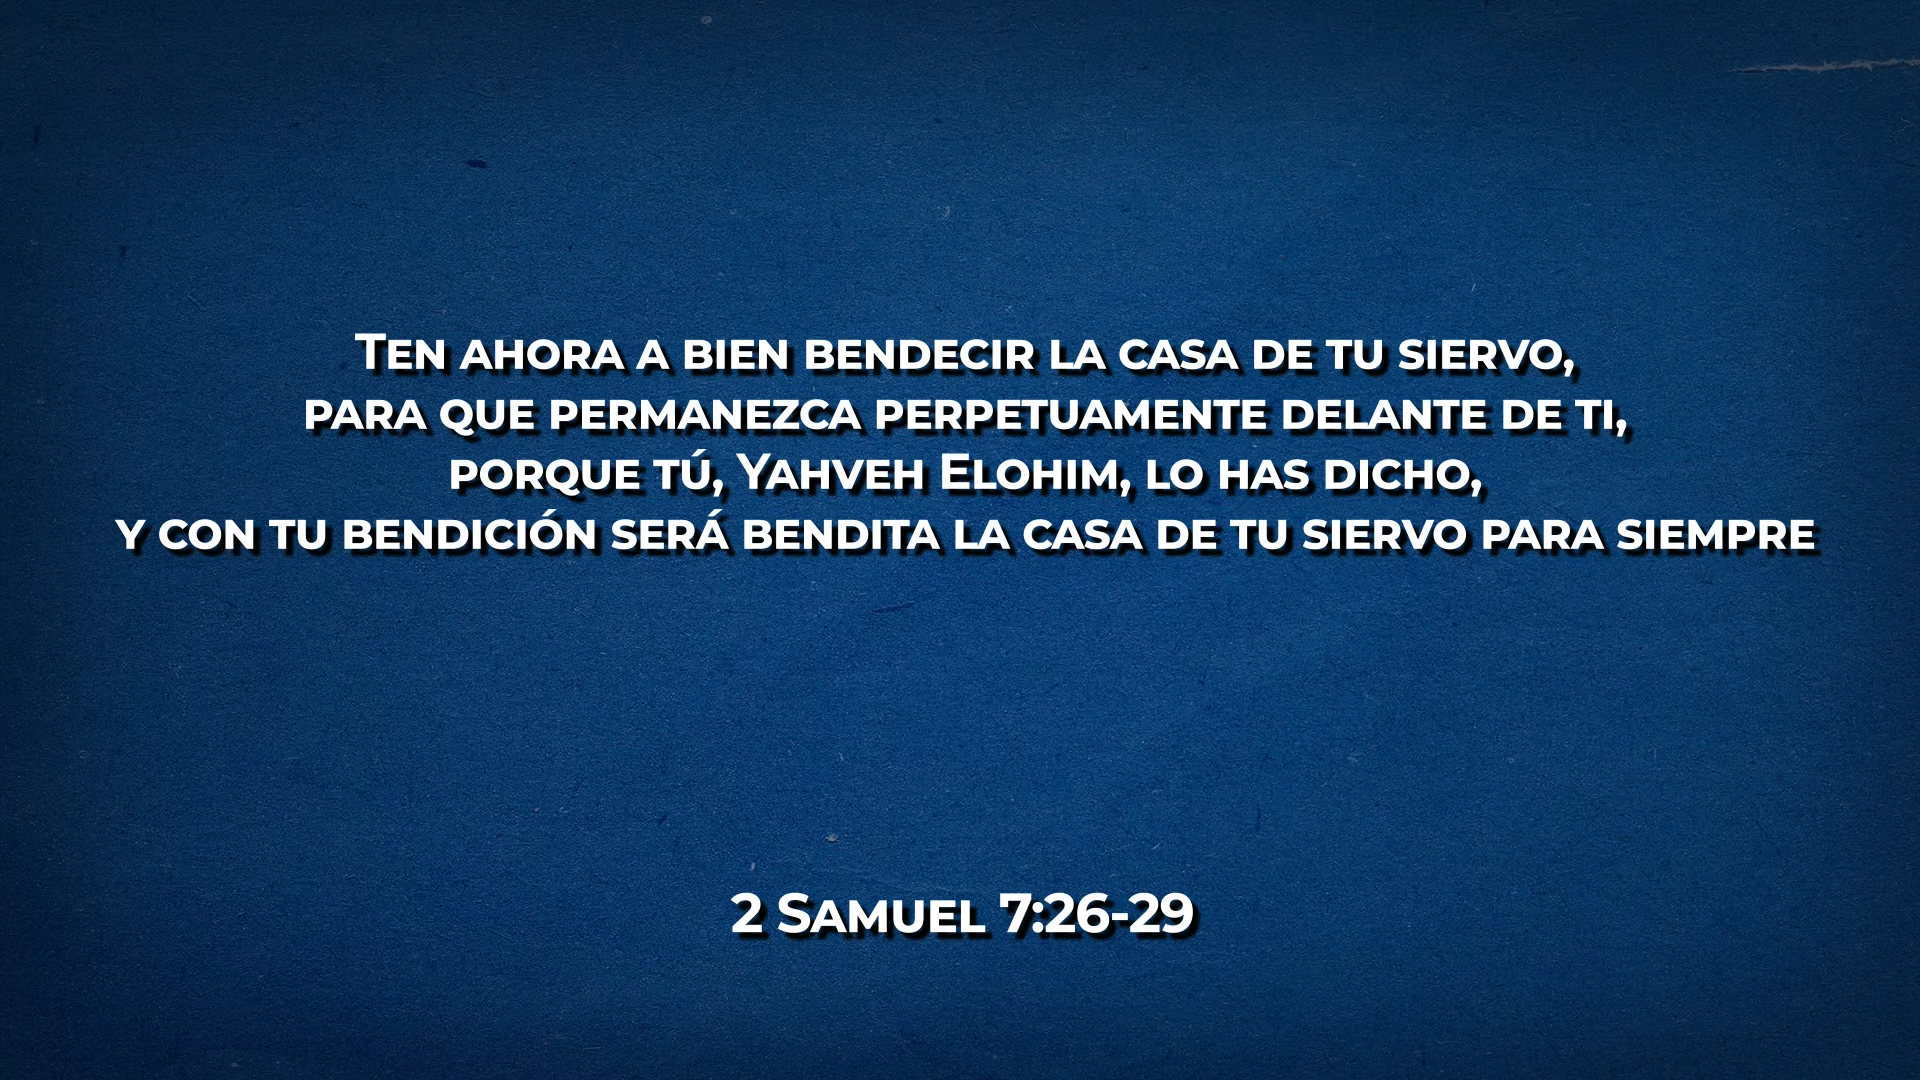 Ten ahora a bien bendecir la casa de tu siervo,
para que permanezca perpetuamente delante de ti,
porque tú, Yahveh Elohim, lo has dicho,
y con tu bendición será bendita la casa de tu siervo para siempre
2 Samuel 7:26-29